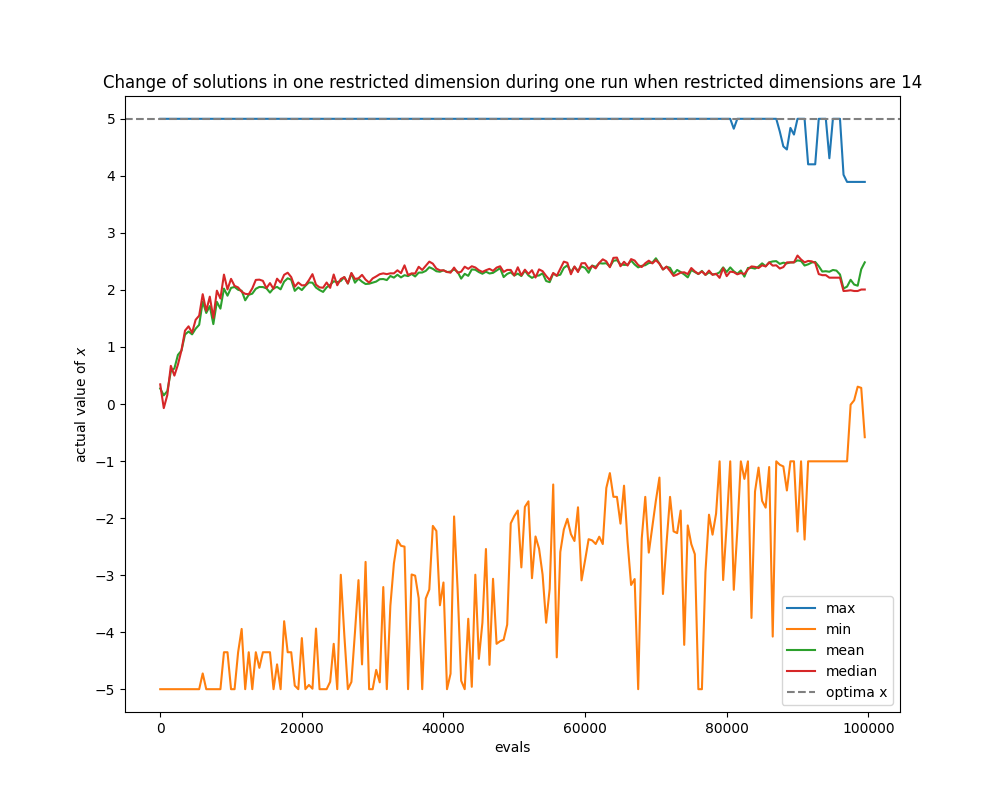 Change of solutions in one restricted dimension during one run when restricted dimensions are 14
actual value of x
5
4
3
2
1
0
−1
−2
−3
−4
−5
max
min
mean
median
optima x
0 20000 40000 60000 80000 100000
evals